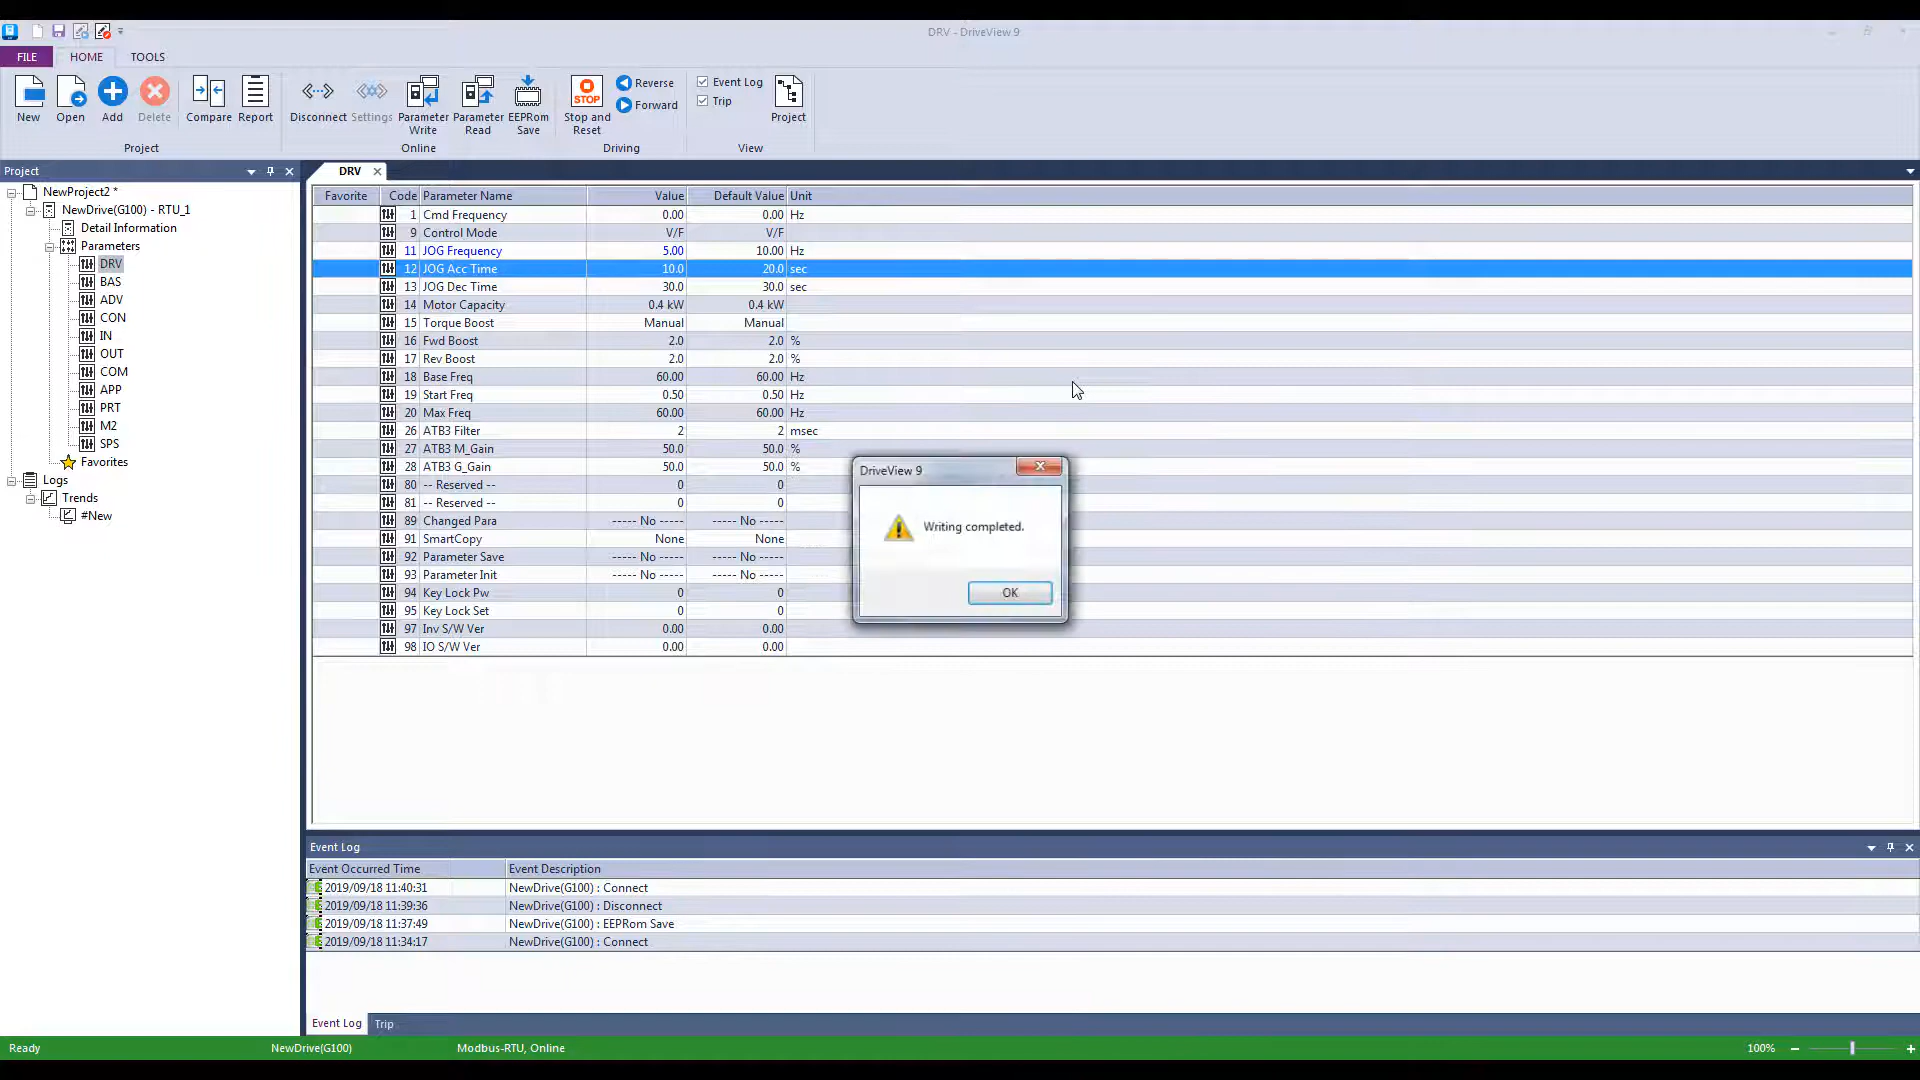 DRV - DriveView 9
FILE HOME TOOLS
New Open Add Delete Compare Report Disconnect Settings Parameter Write Parameter Read EEPRom Save STOP Stop and Reset Reverse Forward Event Log Trip Project
Project Online Driving View
Project
NewProject2 *
NewDrive(G100) - RTU_1
Detail Information
Parameters
DRV
BAS
ADV
CON
IN
OUT
COM
APP
PRT
M2
SPS
Favorites
Logs
Trends
#New
DRV
Favorite Code Parameter Name Value Default Value Unit
1 Cmd Frequency 0.00 0.00 Hz
9 Control Mode V/F V/F
11 JOG Frequency 5.00 10.00 Hz
12 JOG Acc Time 10.0 20.0 sec
13 JOG Dec Time 30.0 30.0 sec
14 Motor Capacity 0.4 kW 0.4 kW
15 Torque Boost Manual Manual
16 Fwd Boost 2.0 2.0 %
17 Rev Boost 2.0 2.0 %
18 Base Freq 60.00 60.00 Hz
19 Start Freq 0.50 0.50 Hz
20 Max Freq 60.00 60.00 Hz
26 ATB3 Filter 2 2 msec
27 ATB3 M_Gain 50.0 50.0 %
28 ATB3 G_Gain 50.0 50.0 %
80 -- Reserved -- 0 0
81 -- Reserved -- 0 0
89 Changed Para ----- No ----- ----- No -----
91 SmartCopy None None
92 Parameter Save ----- No ----- ----- No -----
93 Parameter Init ----- No ----- ----- No -----
94 Key Lock Pw 0 0
95 Key Lock Set 0 0
97 Inv S/W Ver 0.00 0.00
98 IO S/W Ver 0.00 0.00
DriveView 9
Writing completed.
OK
Event Log
Event Occurred Time Event Description
2019/09/18 11:40:31 NewDrive(G100) : Connect
2019/09/18 11:39:36 NewDrive(G100) : Disconnect
2019/09/18 11:37:49 NewDrive(G100) : EEPRom Save
2019/09/18 11:34:17 NewDrive(G100) : Connect
Event Log Trip
Ready NewDrive(G100) Modbus-RTU, Online 100%